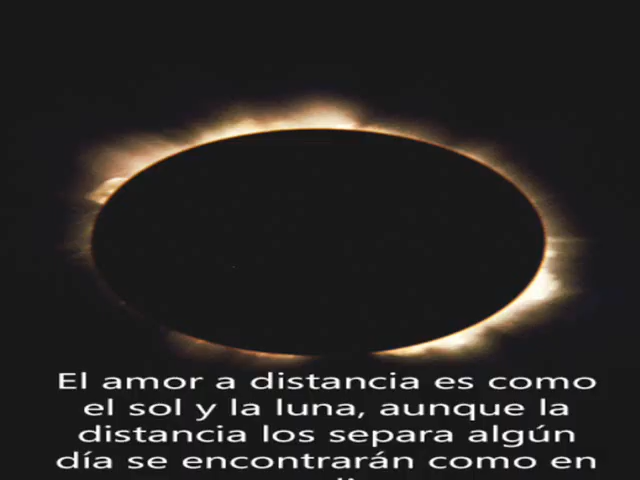 El amor a distancia es como
el sol y la luna, aunque la
distancia los separa algún
día se encontrarán como en